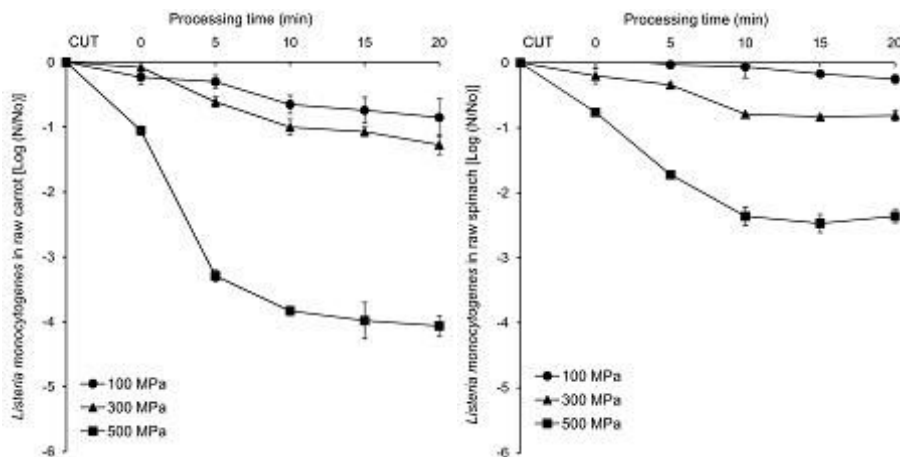 Processing time (min)
CUT 0 5 10 15 20
0
-1
-2
-3
-4
-5
-6
Listeria monocytogenes in raw carrot [Log (N/No)]
100 MPa
300 MPa
500 MPa
Processing time (min)
CUT 0 5 10 15 20
0
-1
-2
-3
-4
-5
-6
Listeria monocytogenes in raw spinach [Log (N/No)]
100 MPa
300 MPa
500 MPa